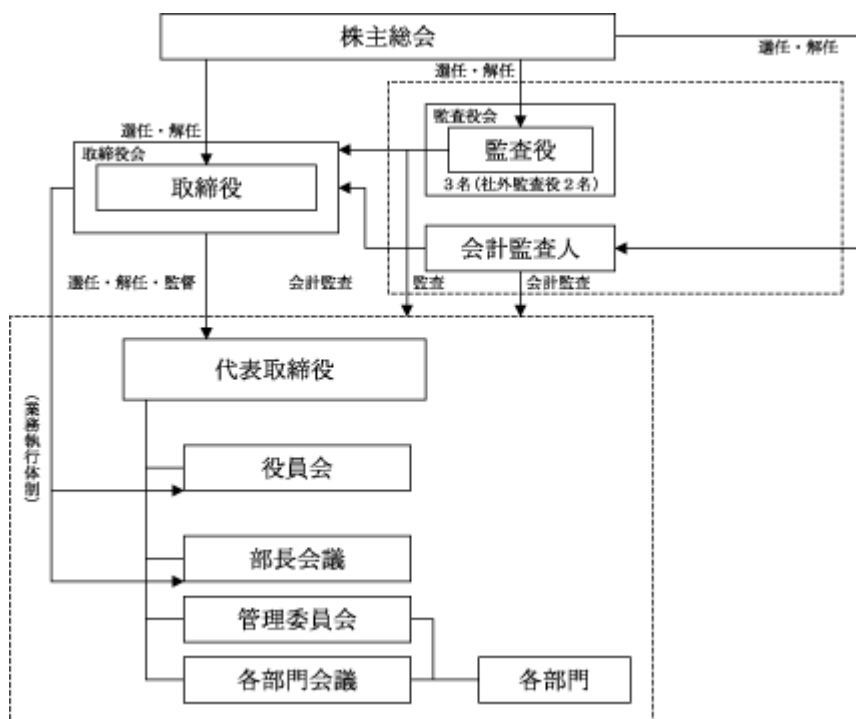 株主総会
選任・解任
選任・解任
選任・解任
監査役会
監査役
3名(社外監査役2名)
取締役会
取締役
会計監査人
選任・解任・監督
会計監査
監査
会計監査
代表取締役
(業務執行体制)
役員会
部長会議
管理委員会
各部門会議
各部門